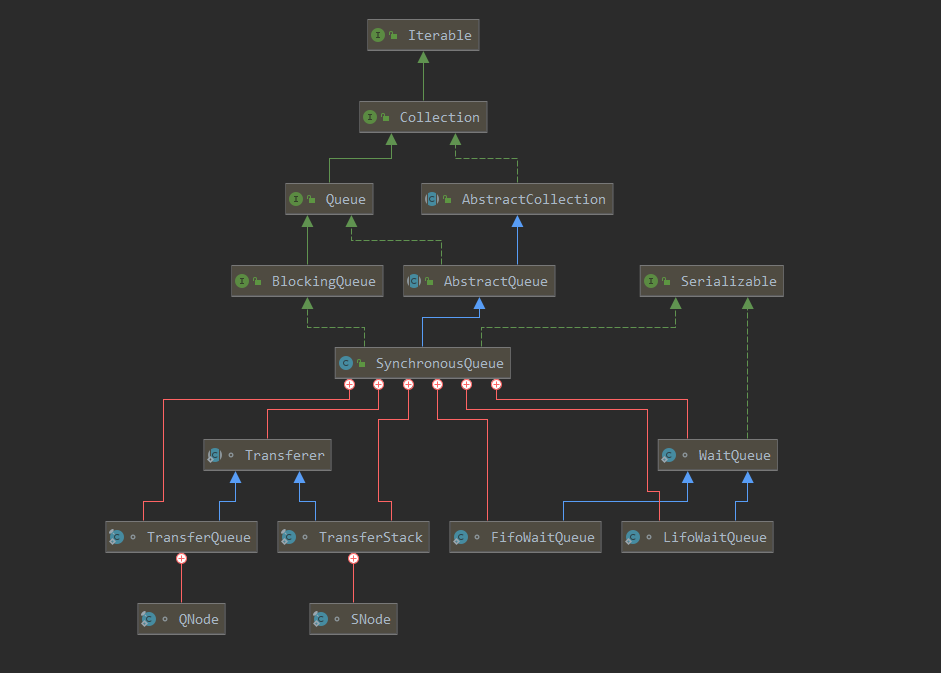 Iterable
Collection
Queue
AbstractCollection
BlockingQueue
AbstractQueue
Serializable
SynchronousQueue
Transferer
WaitQueue
TransferQueue
TransferStack
FifoWaitQueue
LifoWaitQueue
QNode
SNode